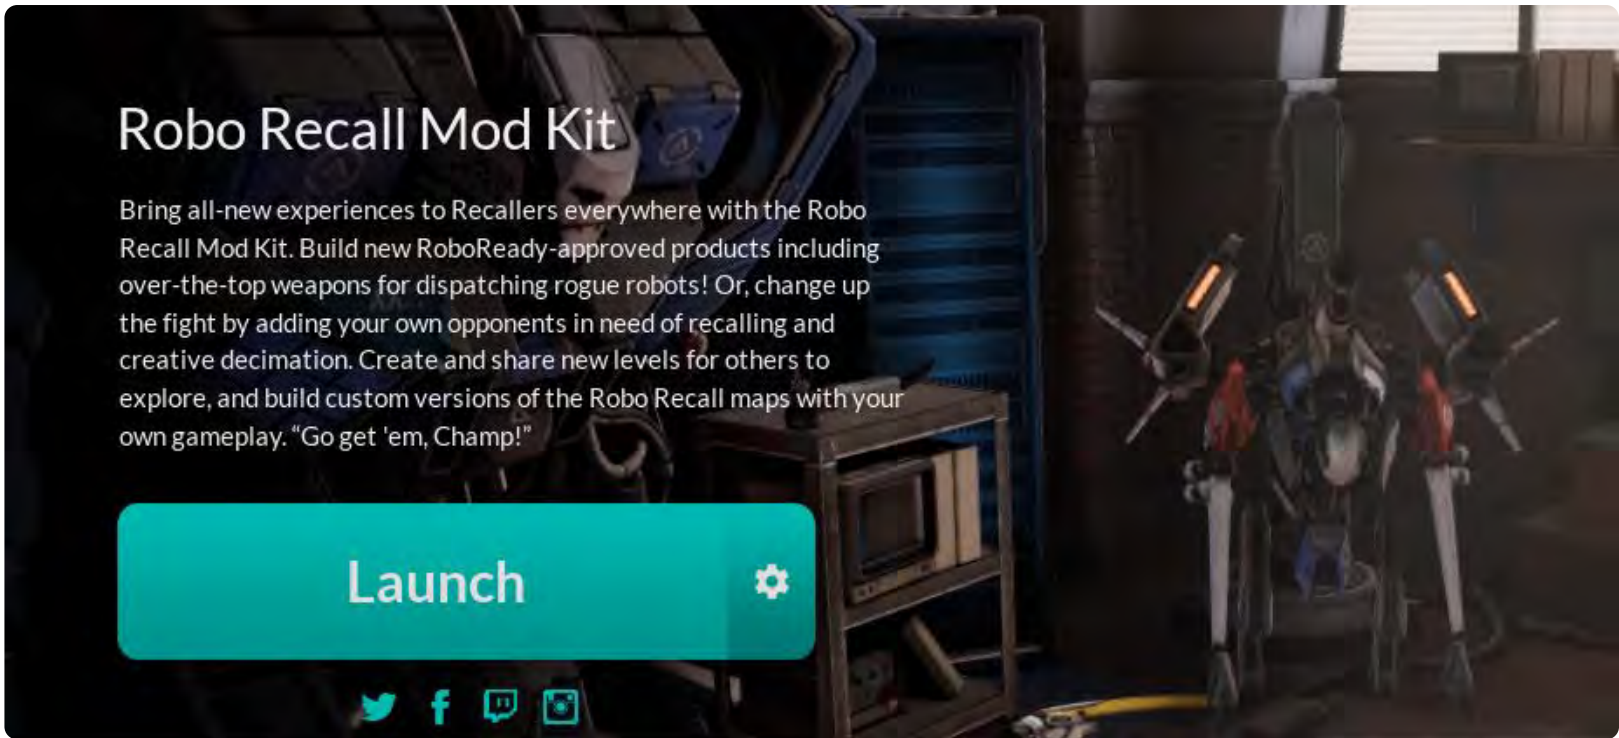 Robo Recall Mod Kit
Bring all-new experiences to Recallers everywhere with the Robo
Recall Mod Kit. Build new RoboReady-approved products including
over-the-top weapons for dispatching rogue robots! Or, change up
the fight by adding your own opponents in need of recalling and
creative decimation. Create and share new levels for others to
explore, and build custom versions of the Robo Recall maps with your
own gameplay. “Go get 'em, Champ!”
Launch